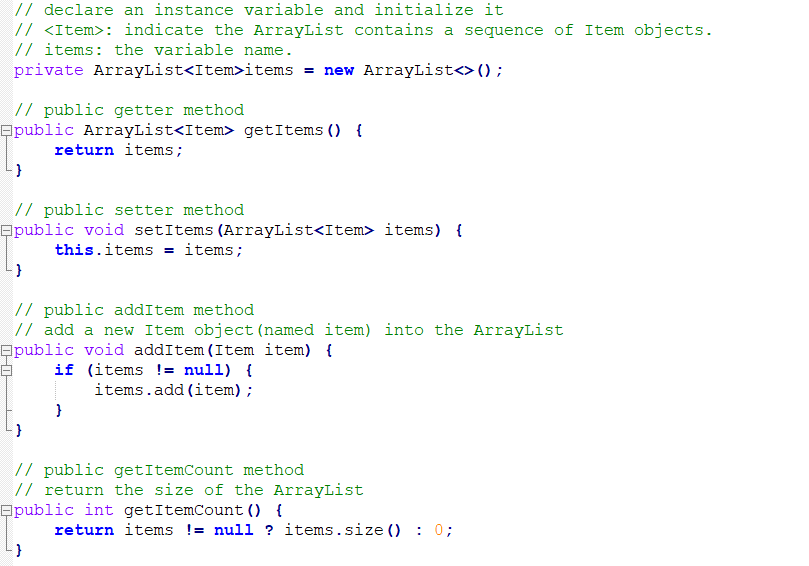 // declare an instance variable and initialize it
// <Item>: indicate the ArrayList contains a sequence of Item objects.
// items: the variable name.
private ArrayList<Item>items = new ArrayList<>();

// public getter method
public ArrayList<Item> getItems() {
    return items;
}

// public setter method
public void setItems(ArrayList<Item> items) {
    this.items = items;
}

// public addItem method
// add a new Item object(named item) into the ArrayList
public void addItem(Item item) {
    if (items != null) {
        items.add(item);
    }
}

// public getItemCount method
// return the size of the ArrayList
public int getItemCount() {
    return items != null ? items.size() : 0;
}